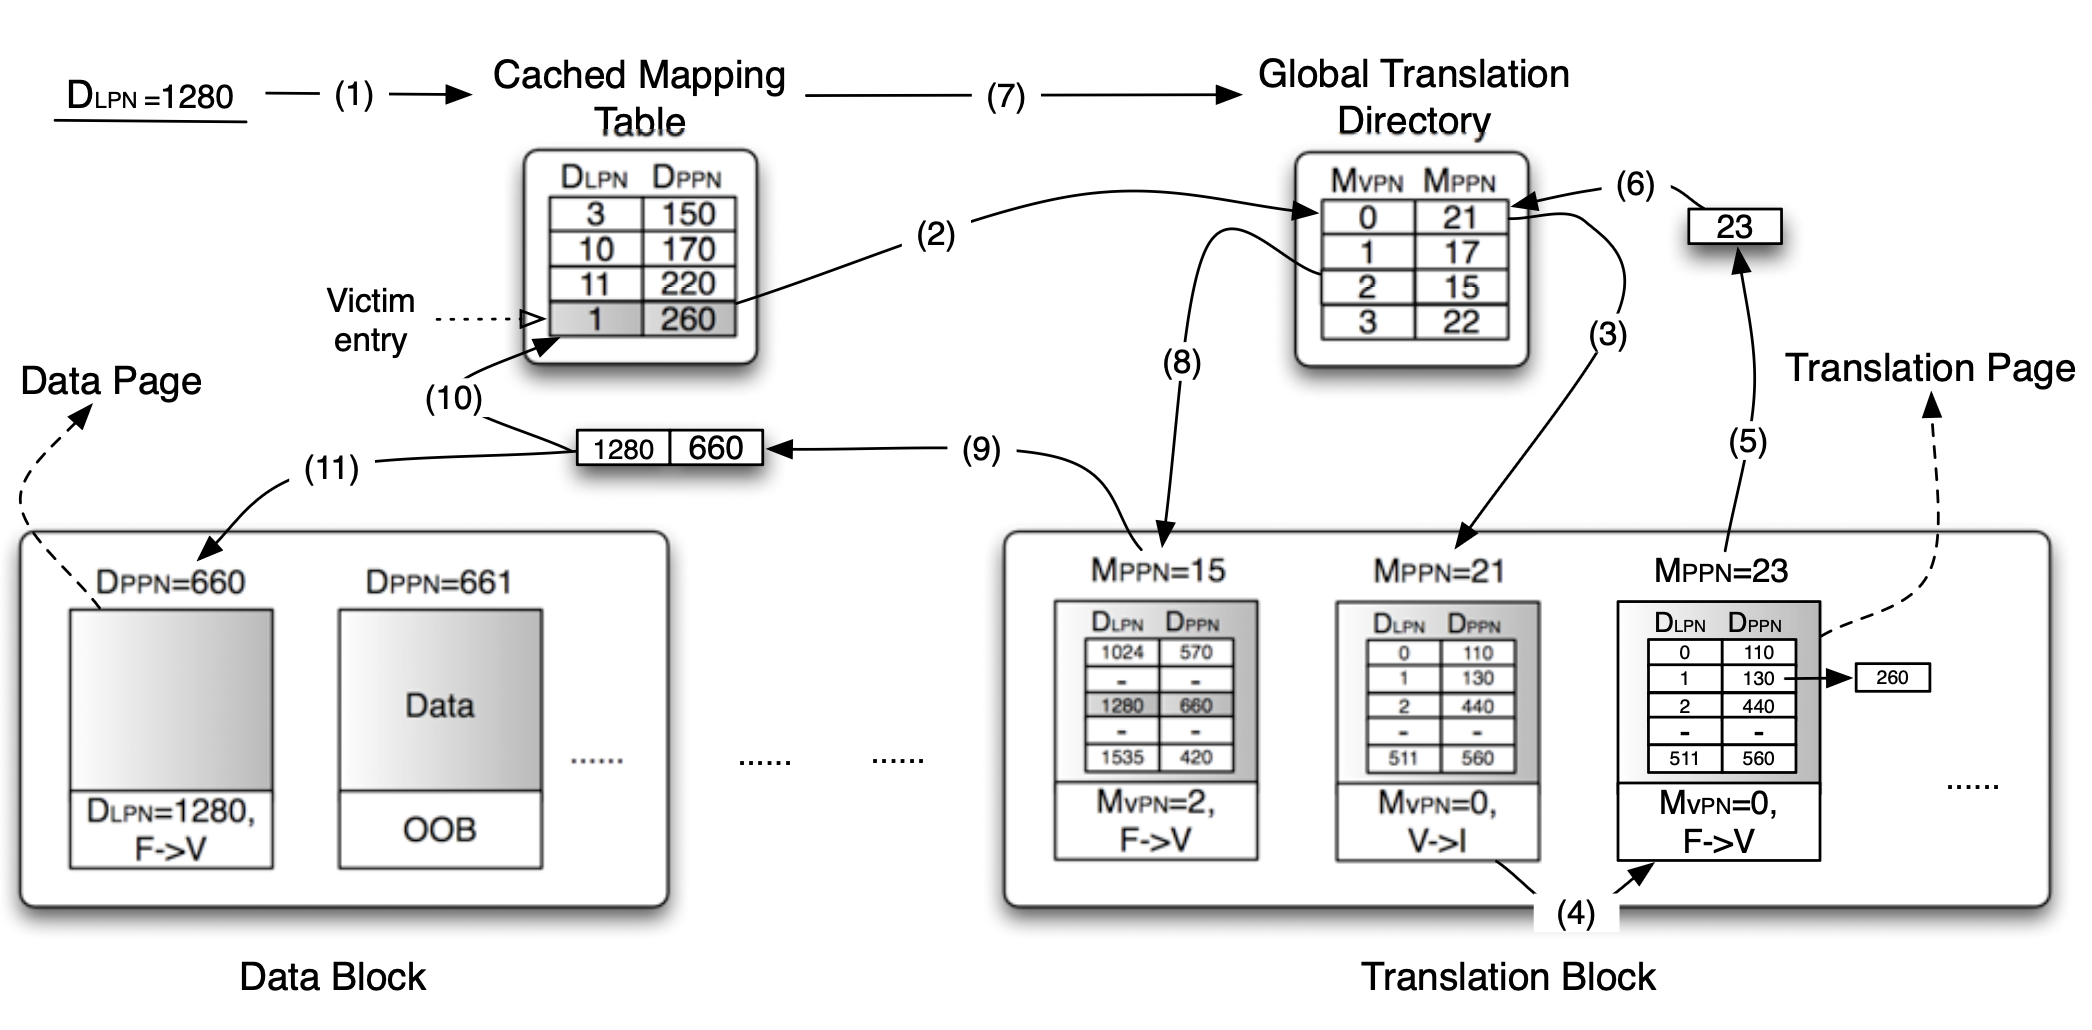 DLPN =1280
(1)
Cached Mapping
Table
(7)
Global Translation
Directory
DLPN DPPN
3 150
10 170
11 220
1 260
Victim
entry
(2)
MVPN MPPN
0 21
1 17
2 15
3 22
(6)
23
(3)
(8)
(5)
Data Page
(10)
Translation Page
1280 660
(9)
(11)
DPPN=660
DLPN=1280,
F->V
DPPN=661
Data
OOB
......
......
......
MPPN=15
DLPN DPPN
1024 570
- -
1280 660
- -
1535 420
MVPN=2,
F->V
MPPN=21
DLPN DPPN
0 110
1 130
2 440
- -
511 560
MVPN=0,
V->I
MPPN=23
DLPN DPPN
0 110
1 130
2 440
- -
511 560
MVPN=0,
F->V
260
......
(4)
Data Block
Translation Block